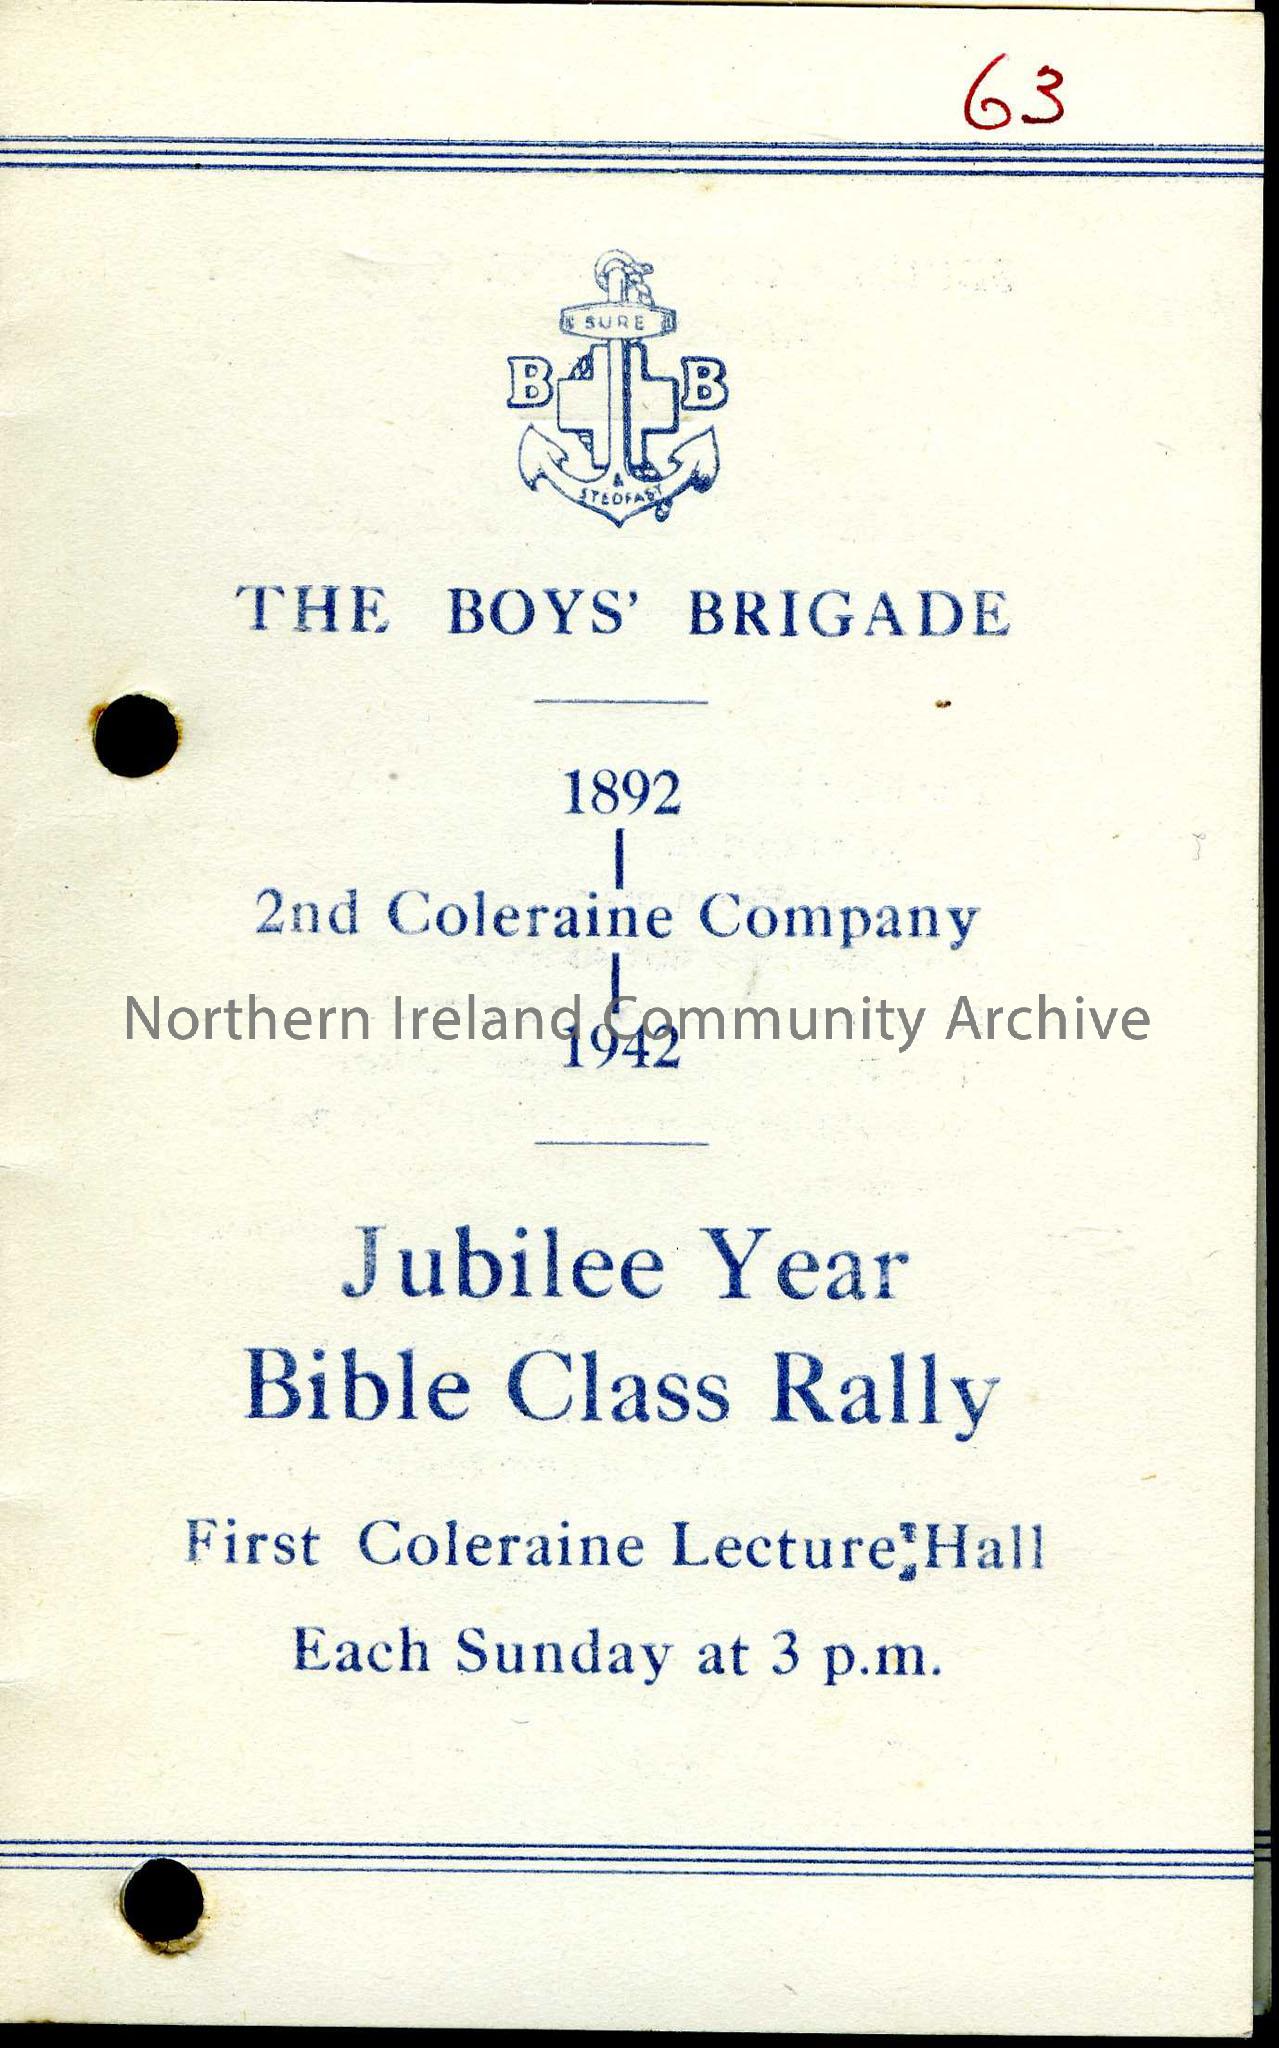 63
SURE
B B
& STEDFAST
THE BOYS' BRIGADE
1892
2nd Coleraine Company
Northern Ireland Community Archive
1942
Jubilee Year
Bible Class Rally
First Coleraine Lecture Hall
Each Sunday at 3 p.m.